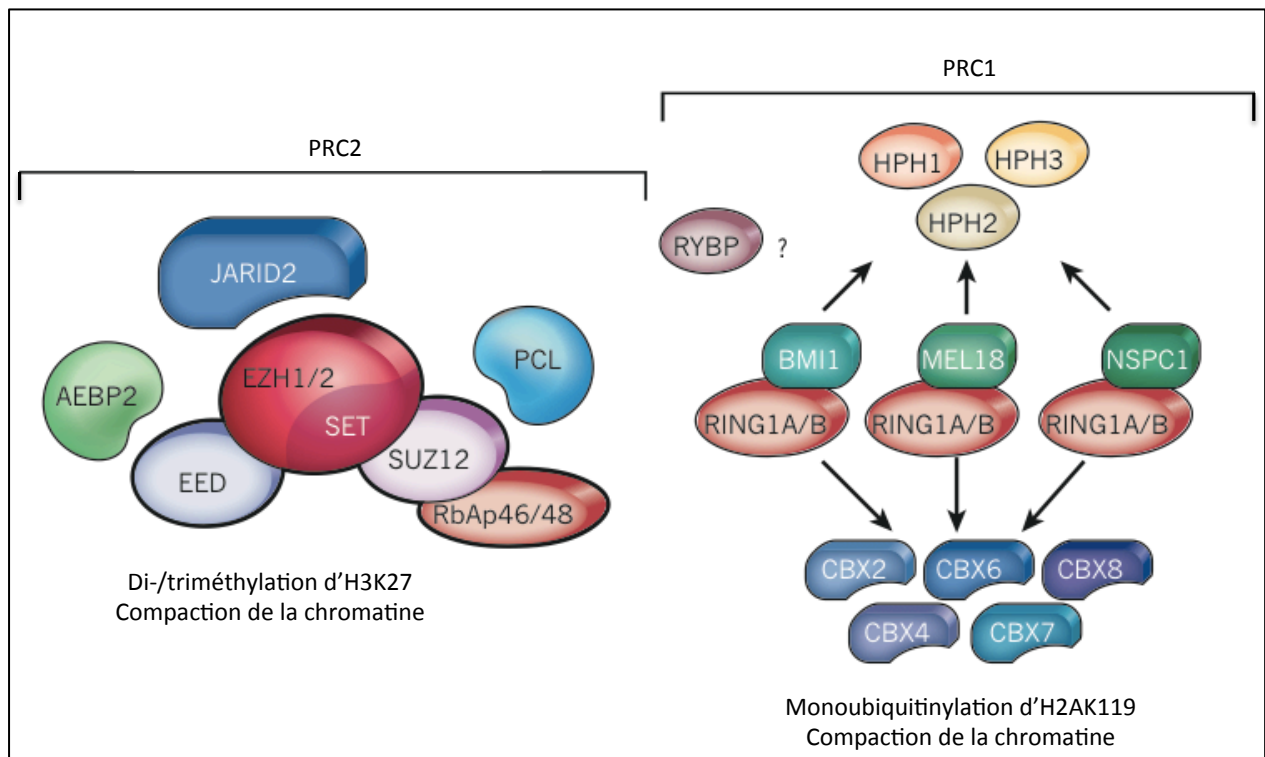 PRC2
JARID2
AEBP2
EZH1/2
SET
PCL
EED
SUZ12
RbAp46/48
Di-/triméthylation d’H3K27
Compaction de la chromatine
PRC1
HPH1
HPH3
HPH2
RYBP
?
BMI1
MEL18
NSPC1
RING1A/B
RING1A/B
RING1A/B
CBX2
CBX6
CBX8
CBX4
CBX7
Monoubiquitinylation d’H2AK119
Compaction de la chromatine